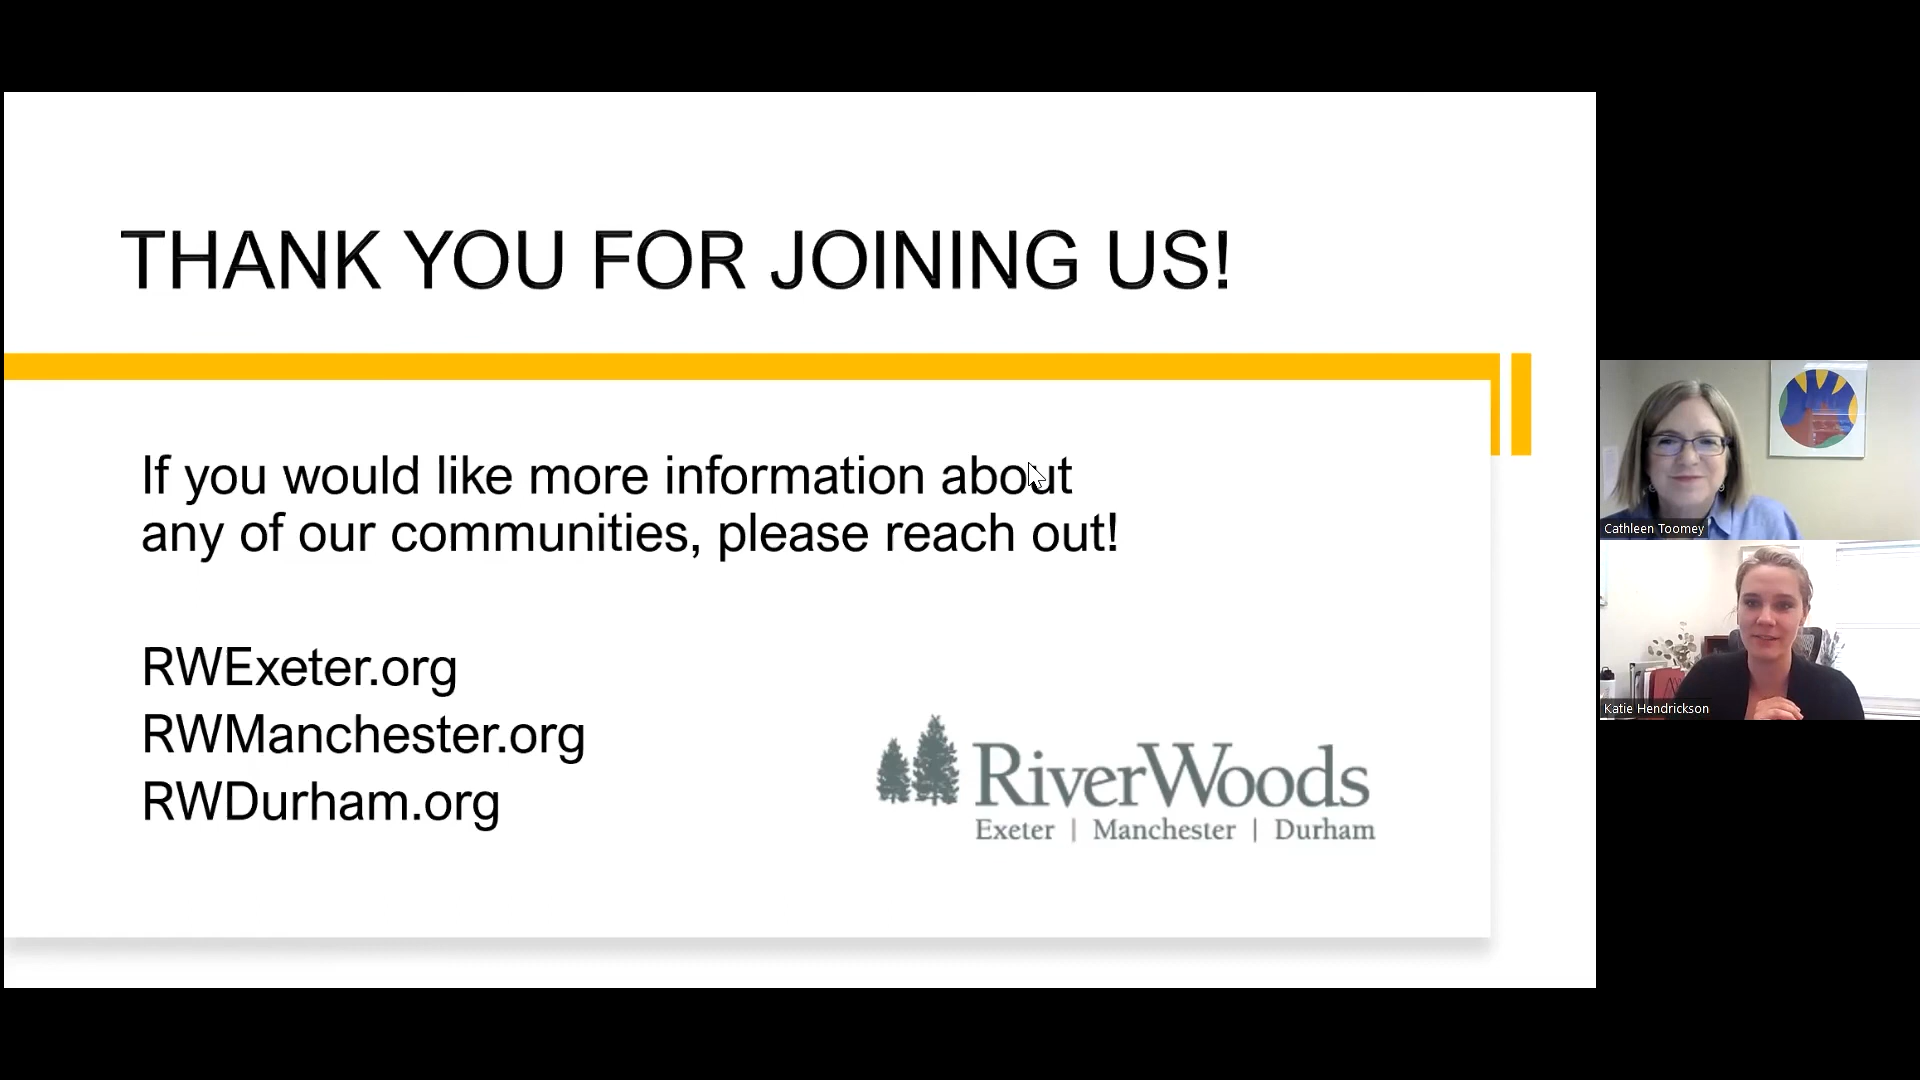 THANK YOU FOR JOINING US!
If you would like more information about
any of our communities, please reach out!
RWExeter.org
RWManchester.org
RWDurham.org
RiverWoods
Exeter | Manchester | Durham
Cathleen Toomey
Katie Hendrickson